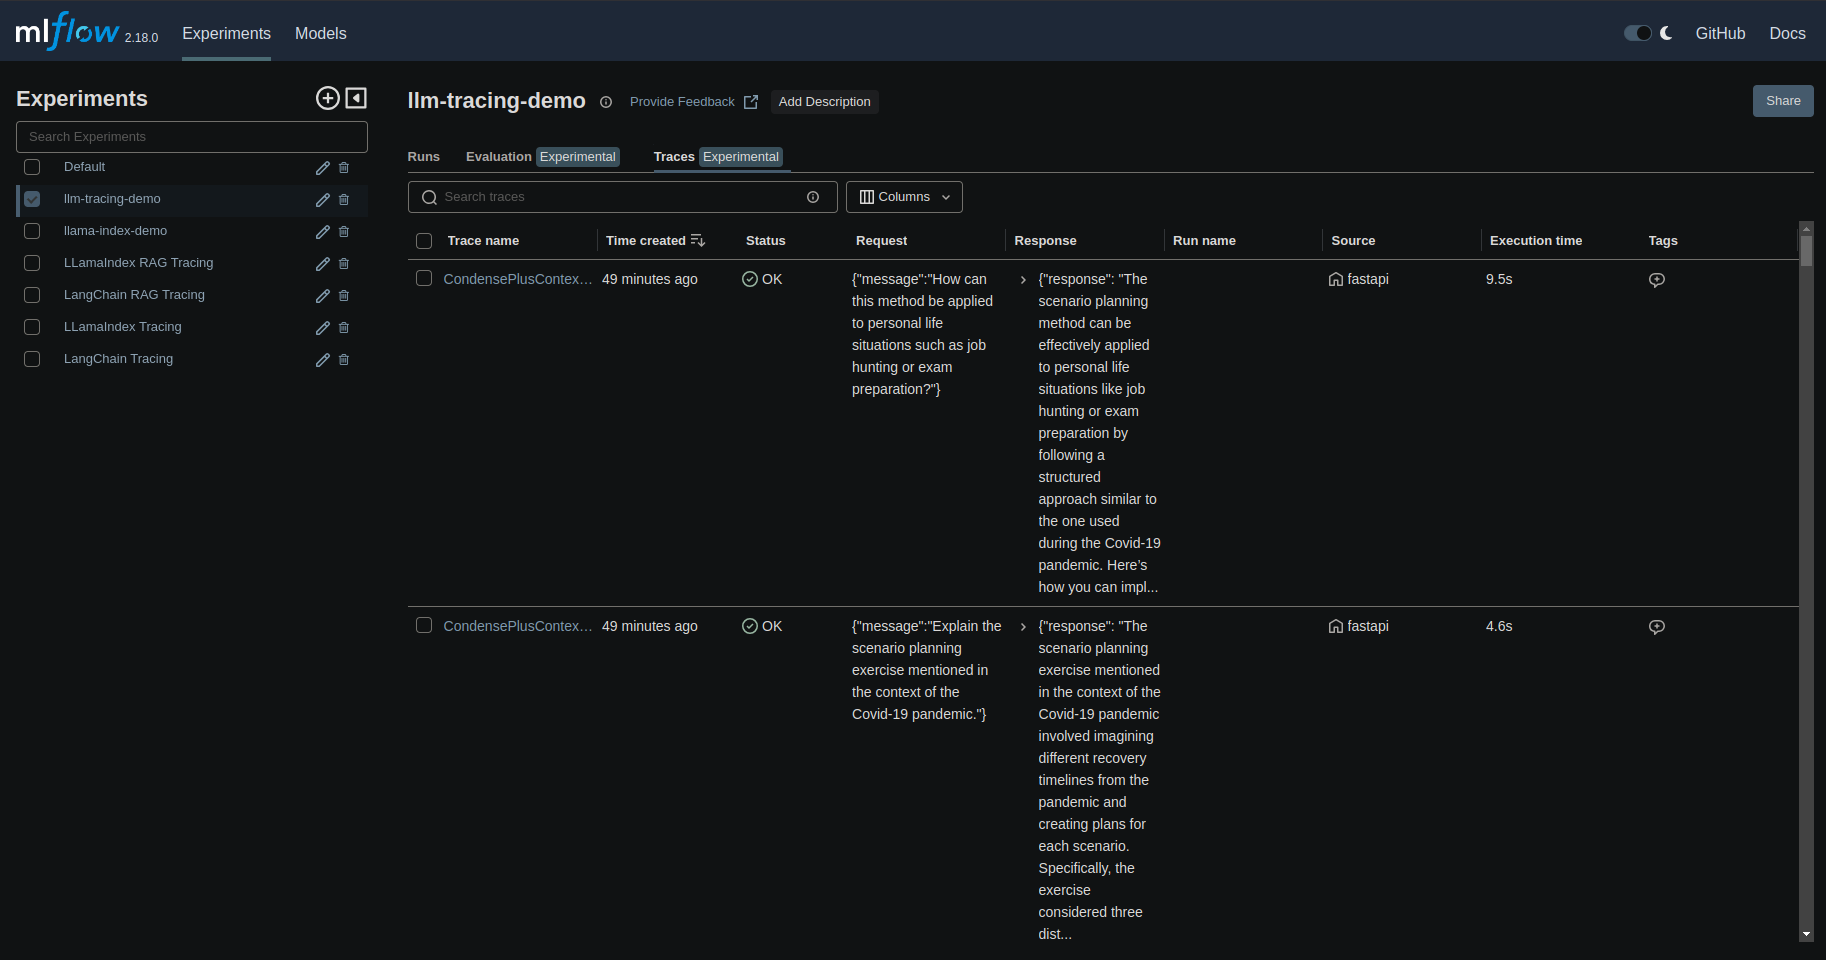 mlflow 2.18.0 Experiments Models GitHub Docs
Experiments
Search Experiments
Default
llm-tracing-demo
llama-index-demo
LLamaIndex RAG Tracing
LangChain RAG Tracing
LLamaIndex Tracing
LangChain Tracing
llm-tracing-demo Provide Feedback Add Description Share
Runs Evaluation Experimental Traces Experimental
Search traces Columns
Trace name Time created Status Request Response Run name Source Execution time Tags
CondensePlusContex... 49 minutes ago OK
{"message":"How can
this method be applied
to personal life
situations such as job
hunting or exam
preparation?"}
{"response": "The
scenario planning
method can be
effectively applied
to personal life
situations like job
hunting or exam
preparation by
following a
structured
approach similar to
the one used
during the Covid-19
pandemic. Here’s
how you can impl...
fastapi 9.5s
CondensePlusContex... 49 minutes ago OK
{"message":"Explain the
scenario planning
exercise mentioned in
the context of the
Covid-19 pandemic."}
{"response": "The
scenario planning
exercise mentioned
in the context of the
Covid-19 pandemic
involved imagining
different recovery
timelines from the
pandemic and
creating plans for
each scenario.
Specifically, the
exercise
considered three
dist...
fastapi 4.6s